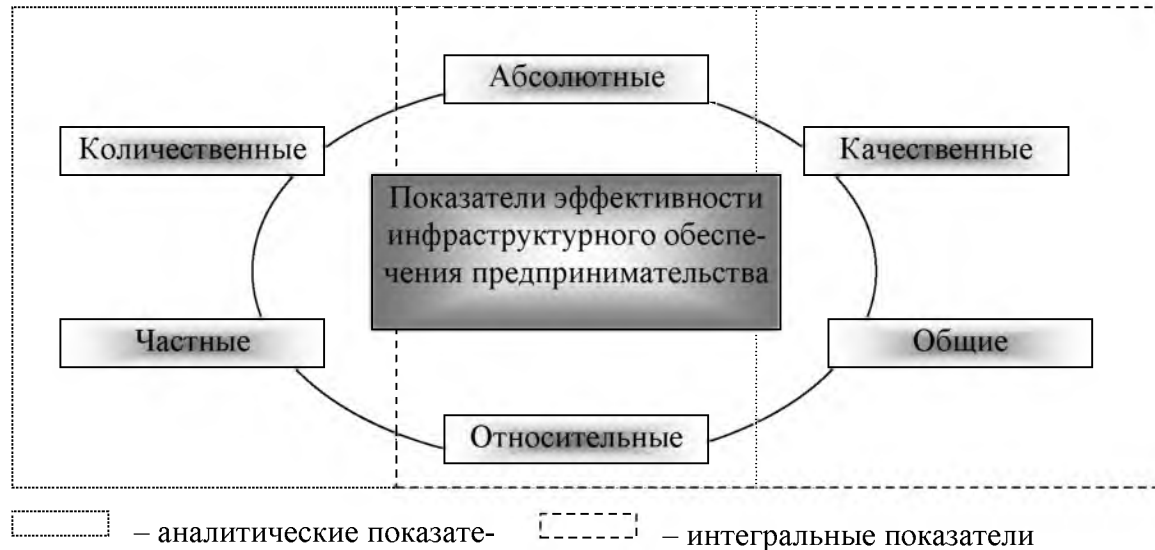 Абсолютные
Количественные
Качественные
Показатели эффективности
инфраструктурного обеспе-
чения предпринимательства
Частные
Общие
Относительные
– аналитические показате-
– интегральные показатели